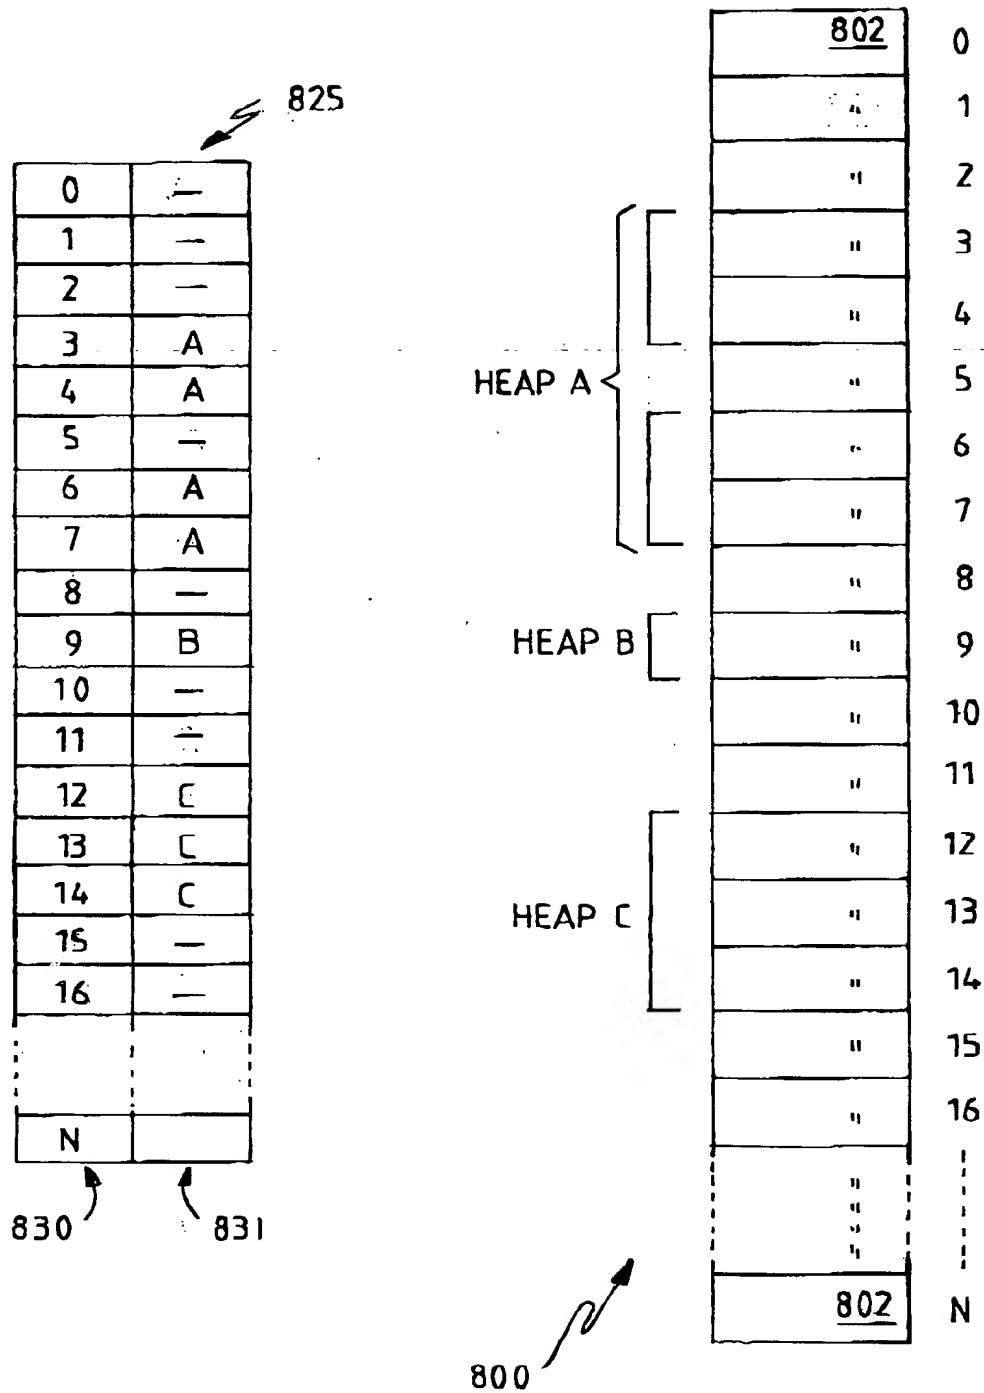 825
0 —
1 —
2 —
3 A
4 A
5 —
6 A
7 A
8 —
9 B
10 —
11 —
12 C
13 C
14 C
15 —
16 —
N
830 831
802 0
" 1
" 2
" 3
" 4
HEAP A " 5
" 6
" 7
" 8
HEAP B " 9
" 10
" 11
" 12
HEAP C " 13
" 14
" 15
" 16
"
"
"
"
802 N
800